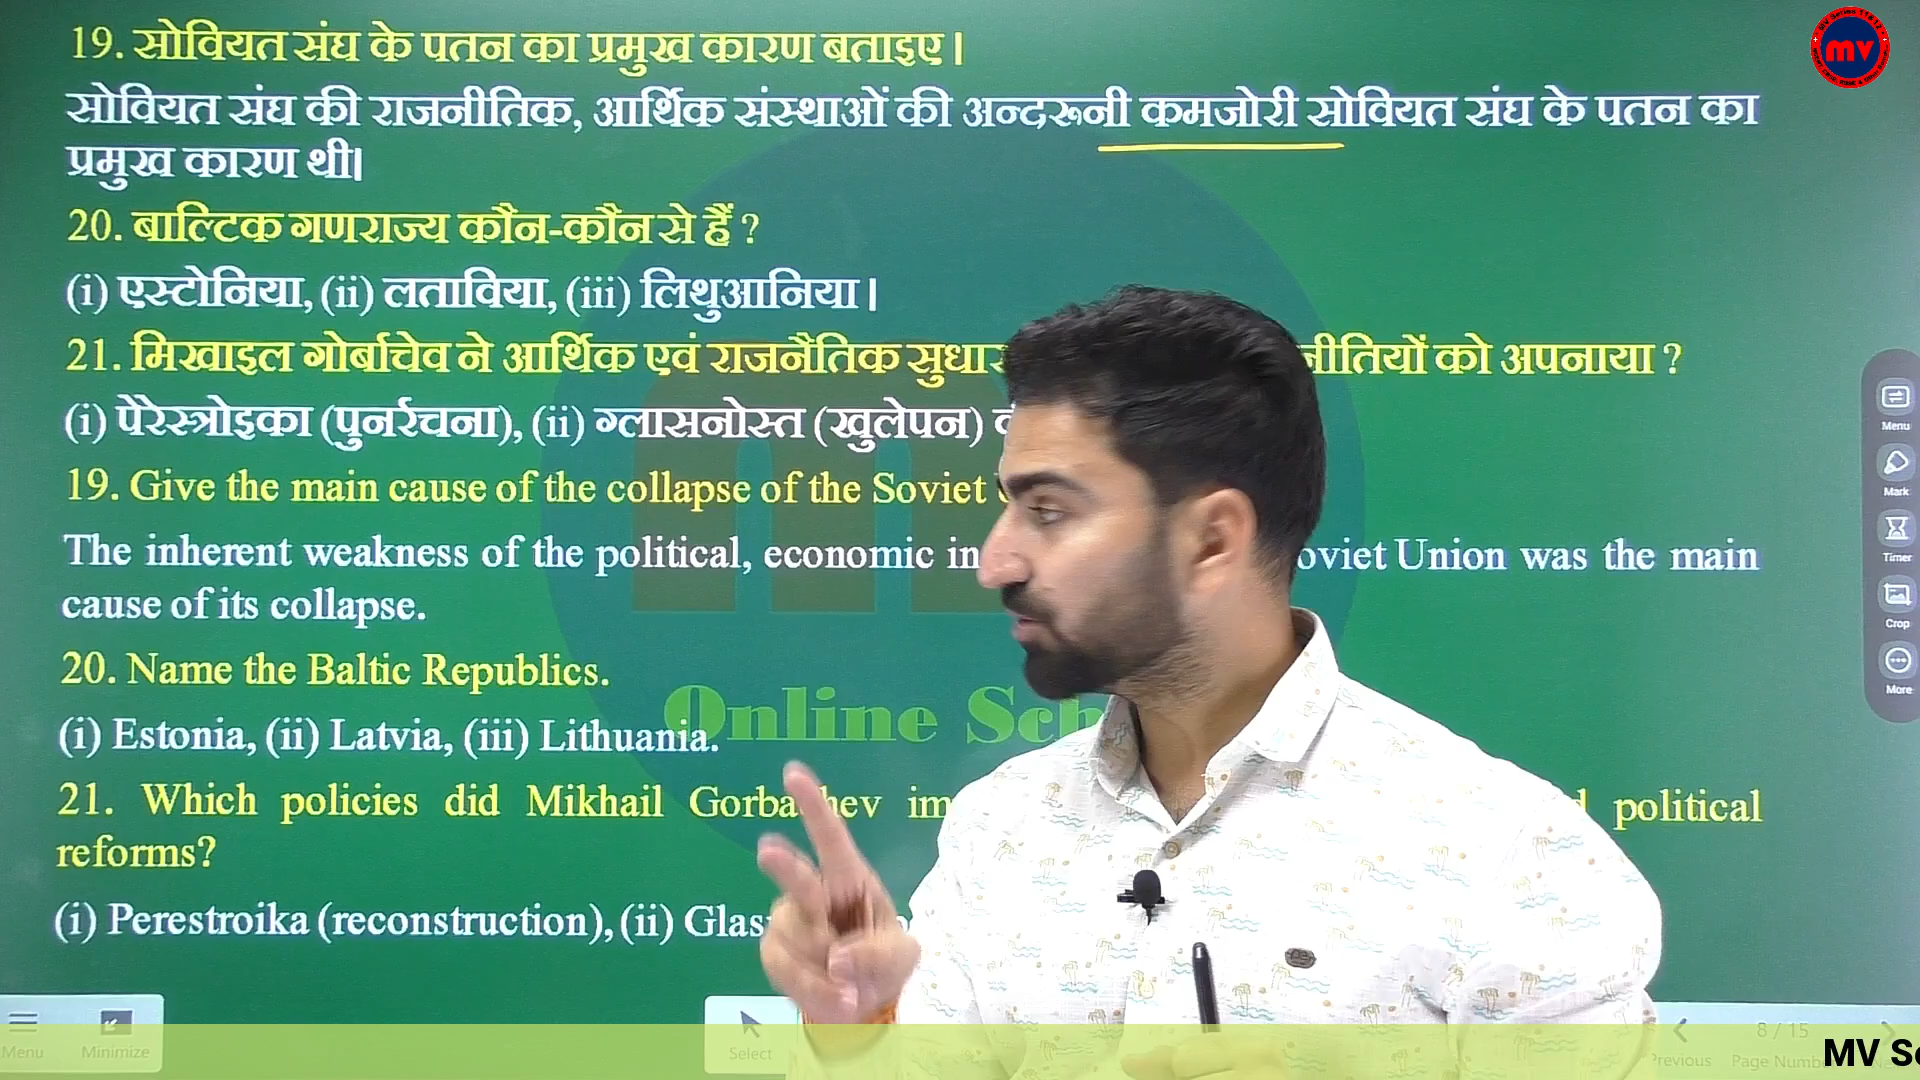 19. सोवियत संघ के पतन का प्रमुख कारण बताइए।
सोवियत संघ की राजनीतिक, आर्थिक संस्थाओं की अन्दरूनी कमजोरी सोवियत संघ के पतन का
प्रमुख कारण थी।
20. बाल्टिक गणराज्य कौन-कौन से हैं ?
(i) एस्टोनिया, (ii) लताविया, (iii) लिथुआनिया।
21. मिखाइल गोर्बाचेव ने आर्थिक एवं राजनैतिक नीतियों को अपनाया ?
(i) पेरेस्त्रोइका (पुनर्रचना), (ii) ग्लासनोस्त (खुलेपन)
19. Give the main cause of the collapse of the Soviet
The inherent weakness of the political, economic Union was the main
cause of its collapse.
20. Name the Baltic Republics.
(i) Estonia, (ii) Latvia, (iii) Lithuania.
Online
21. Which policies did Mikhail political
reforms?
(i) Perestroika (reconstruction), (ii)
mv
Menu
Mark
Timer
Crop
More
Menu Minimize Select Previous Page 8 / 15
MV